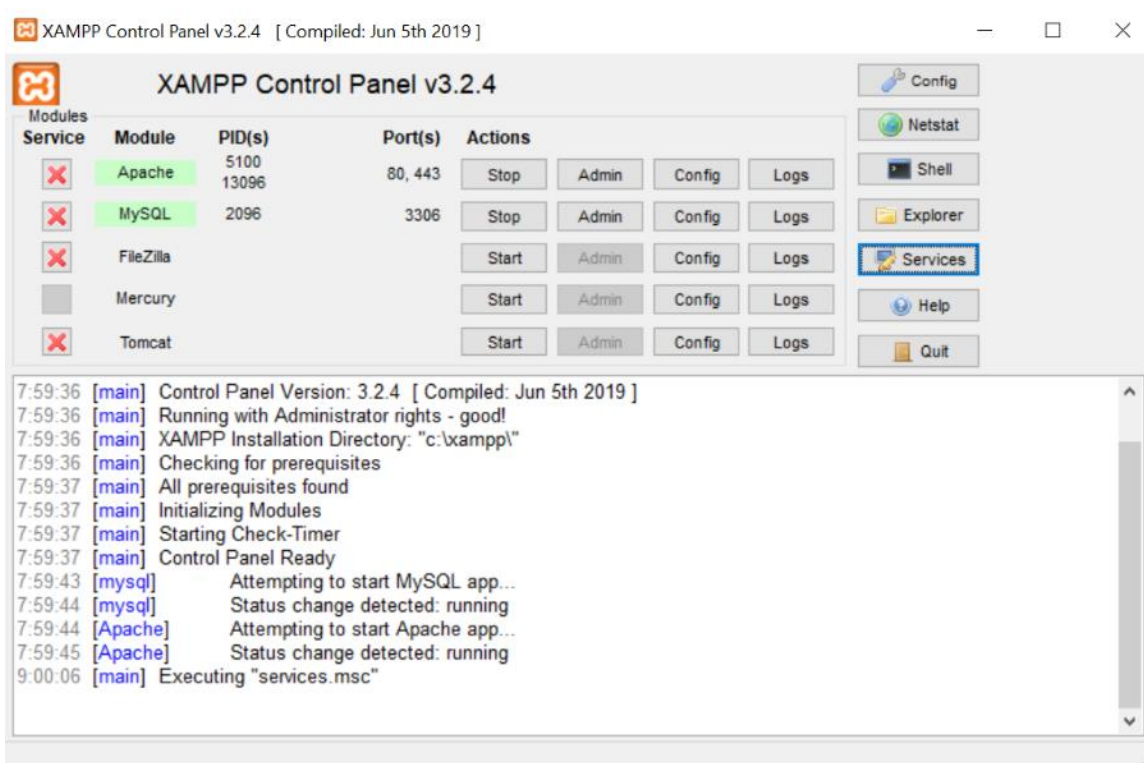 XAMPP Control Panel v3.2.4 [ Compiled: Jun 5th 2019 ]
XAMPP Control Panel v3.2.4
Config
Netstat
Shell
Explorer
Services
Help
Quit
Modules
Service Module PID(s) Port(s) Actions
Apache 5100 13096 80, 443 Stop Admin Config Logs
MySQL 2096 3306 Stop Admin Config Logs
FileZilla Start Admin Config Logs
Mercury Start Admin Config Logs
Tomcat Start Admin Config Logs
7:59:36 [main] Control Panel Version: 3.2.4 [ Compiled: Jun 5th 2019 ]
7:59:36 [main] Running with Administrator rights - good!
7:59:36 [main] XAMPP Installation Directory: "c:\xampp\"
7:59:36 [main] Checking for prerequisites
7:59:37 [main] All prerequisites found
7:59:37 [main] Initializing Modules
7:59:37 [main] Starting Check-Timer
7:59:37 [main] Control Panel Ready
7:59:43 [mysql] Attempting to start MySQL app...
7:59:44 [mysql] Status change detected: running
7:59:44 [Apache] Attempting to start Apache app...
7:59:45 [Apache] Status change detected: running
9:00:06 [main] Executing "services.msc"